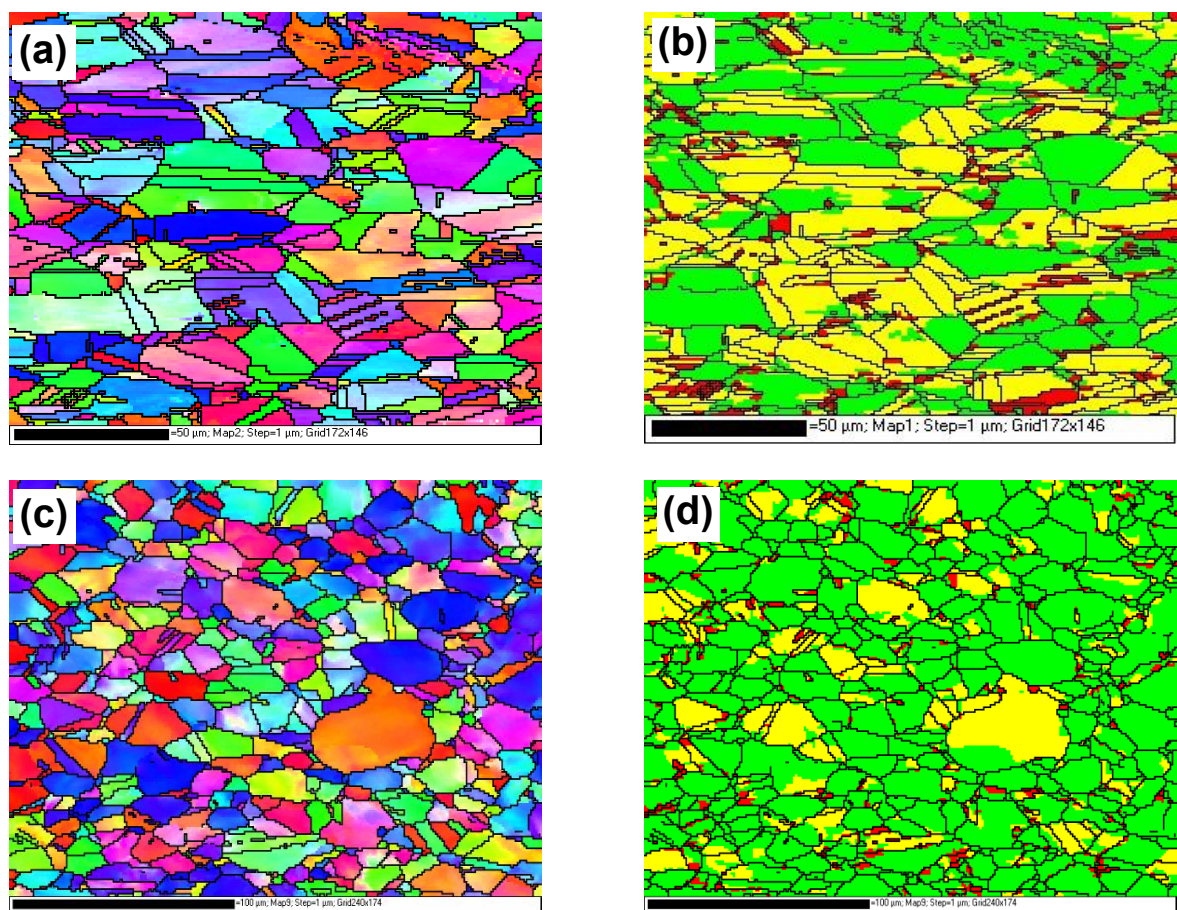 (a)
(b)
=50 µm; Map2; Step=1 µm; Grid172x146
=50 µm; Map1; Step=1 µm; Grid172x146
(c)
(d)
=100 µm; Map9; Step=1 µm; Grid240x174
=100 µm; Map9; Step=1 µm; Grid240x174